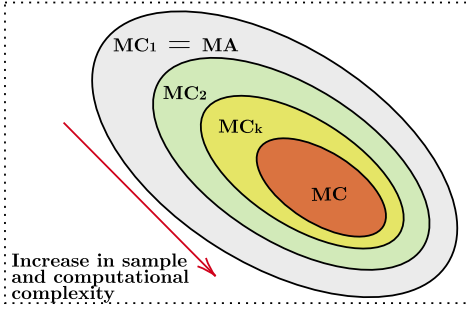 MC₁ = MA
MC₂
MCₖ
MC
Increase in sample
and computational
complexity